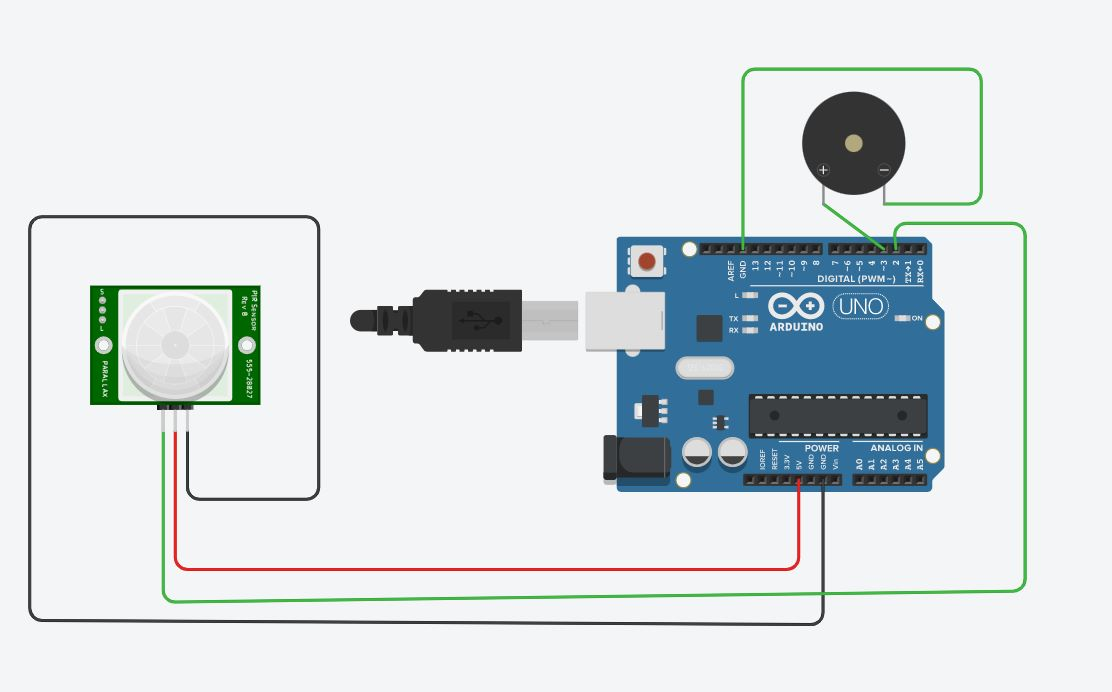 S
L
PIR SENSOR
Rev B
PARALLAX
555-28027
+
−
AREF
GND
13
12
~11
~10
~9
8
7
~6
~5
4
~3
2
TX→1
RX←0
DIGITAL (PWM~)
L
TX
RX
ARDUINO
UNO
ON
POWER
ANALOG IN
IOREF
RESET
3.3V
5V
GND
GND
Vin
A0
A1
A2
A3
A4
A5